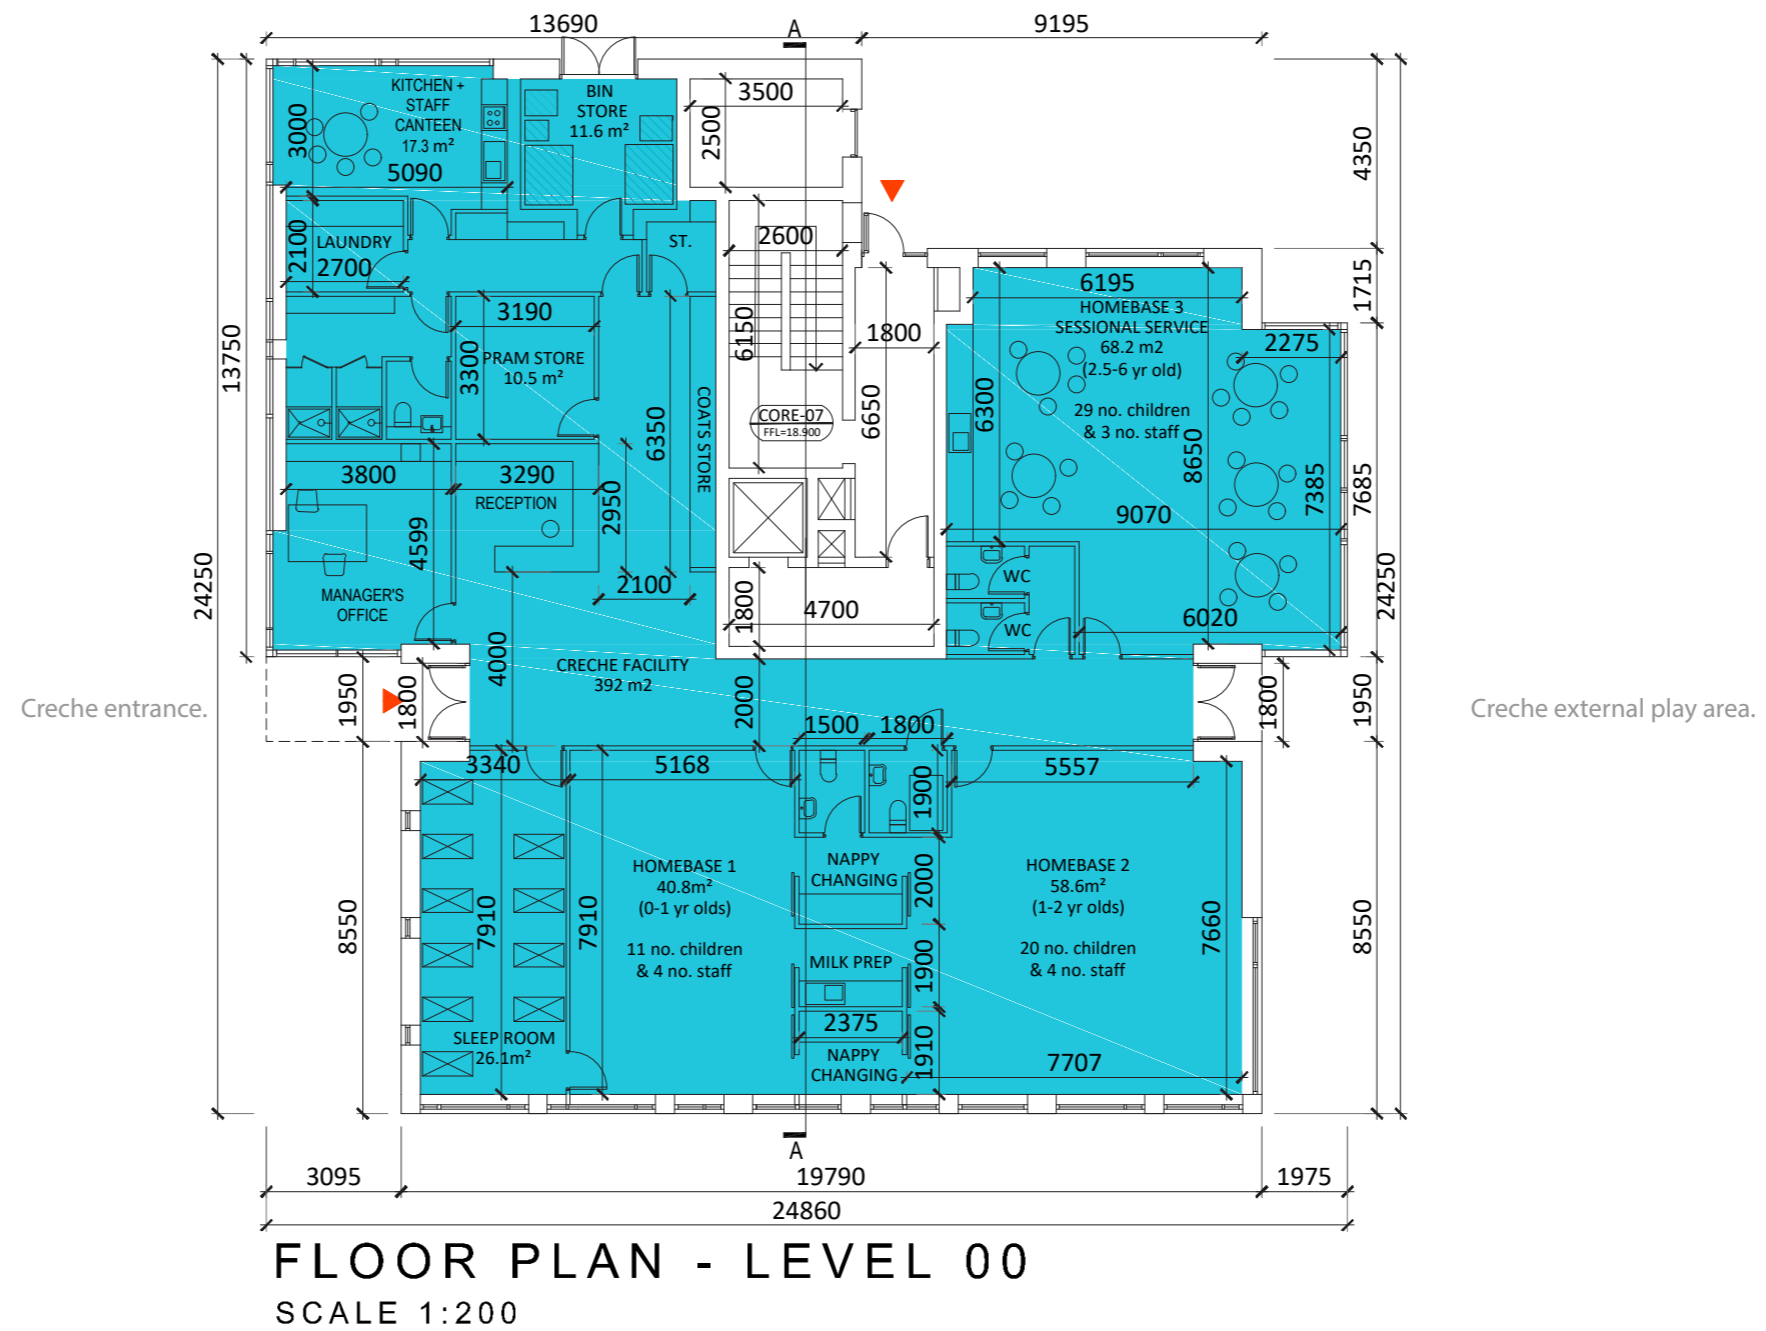 13690
A
9195
KITCHEN +
STAFF
CANTEEN
17.3 m²
BIN
STORE
11.6 m²
3500
3000
2500
4350
5090
LAUNDRY
2100
2700
ST.
2600
6195
1715
HOMEBASE 3
SESSIONAL SERVICE
68.2 m2
(2.5-6 yr old)
29 no. children
& 3 no. staff
3190
6150
1800
2275
13750
PRAM STORE
10.5 m²
3300
6300
COATS STORE
6350
CORE-07
FFL=18.900
6650
8650
7385
7685
3800
3290
RECEPTION
2950
9070
4599
24250
24250
2100
WC
MANAGER'S
OFFICE
1800
4700
WC
6020
4000
CRECHE FACILITY
392 m2
Creche entrance.
1950
1800
2000
1800
1950
Creche external play area.
1500
1800
3340
5168
5557
1900
HOMEBASE 1
40.8m²
(0-1 yr olds)
11 no. children
& 4 no. staff
NAPPY
CHANGING
2000
HOMEBASE 2
58.6m²
(1-2 yr olds)
20 no. children
& 4 no. staff
8550
7910
7910
7660
8550
MILK PREP
1900
2375
SLEEP ROOM
26.1m²
NAPPY
CHANGING
1910
7707
A
3095
19790
1975
24860
FLOOR PLAN - LEVEL 00
SCALE 1:200